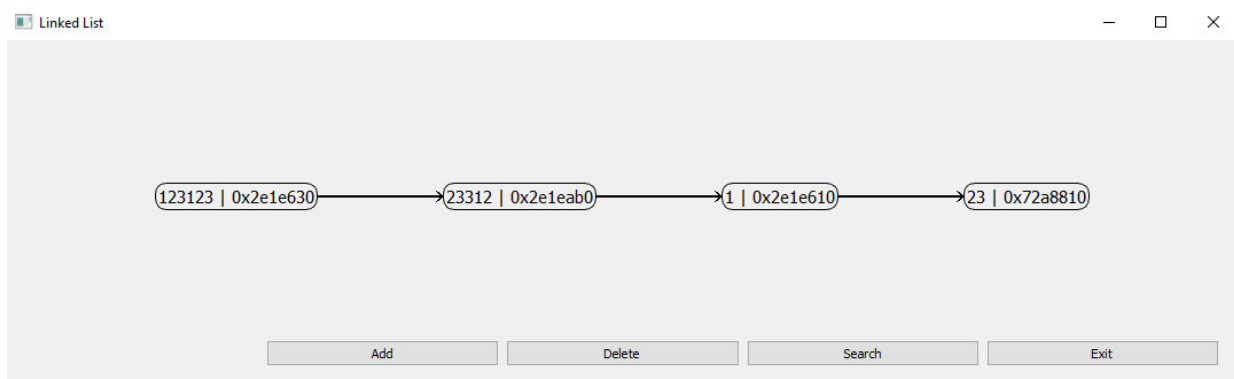 Linked List
123123 | 0x2e1e630
23312 | 0x2e1eab0
1 | 0x2e1e610
23 | 0x72a8810
Add
Delete
Search
Exit